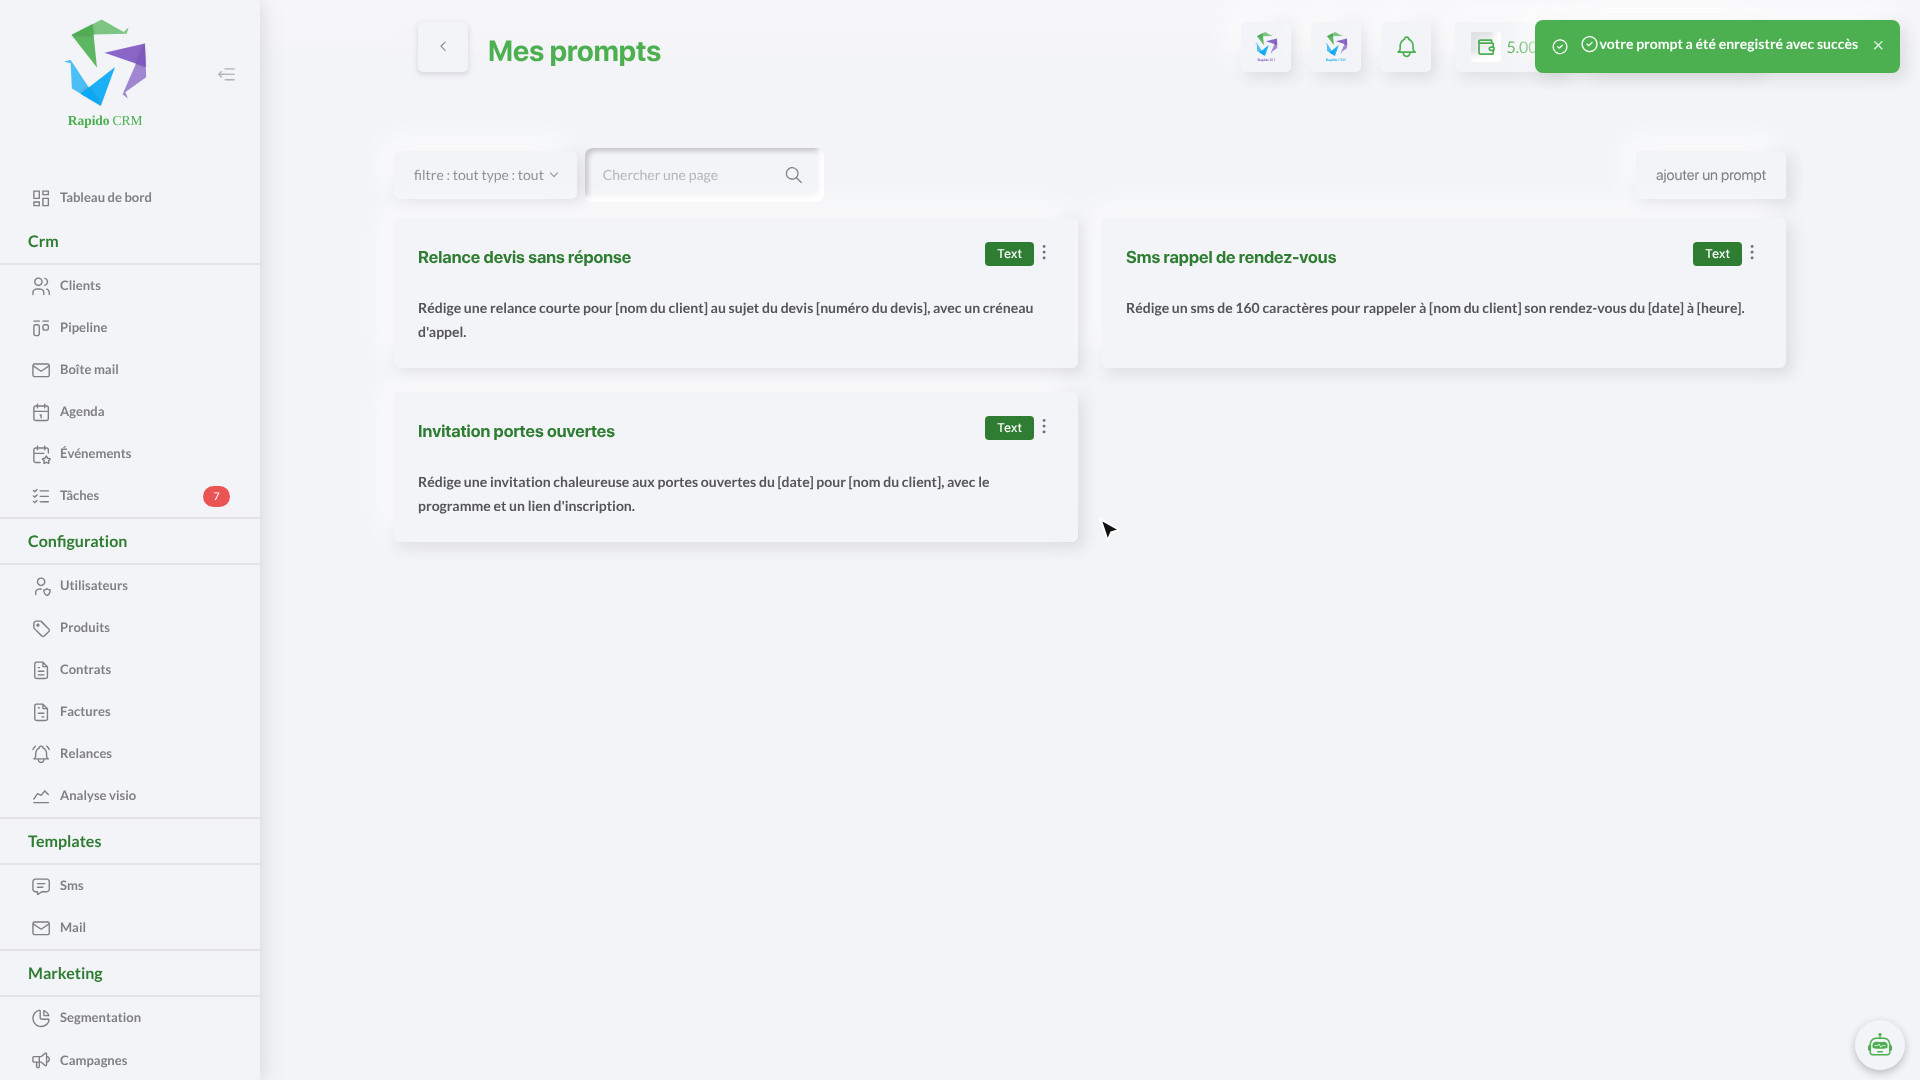 Rapido CRM
Tableau de bord
Crm
Clients
Pipeline
Boîte mail
Agenda
Événements
Tâches 7
Configuration
Utilisateurs
Produits
Contrats
Factures
Relances
Analyse visio
Templates
Sms
Mail
Marketing
Segmentation
Campagnes
Mes prompts
5.00
votre prompt a été enregistré avec succès
filtre : tout type : tout
Chercher une page
ajouter un prompt
Relance devis sans réponse
Text
Rédige une relance courte pour [nom du client] au sujet du devis [numéro du devis], avec un créneau
d'appel.
Sms rappel de rendez-vous
Text
Rédige un sms de 160 caractères pour rappeler à [nom du client] son rendez-vous du [date] à [heure].
Invitation portes ouvertes
Text
Rédige une invitation chaleureuse aux portes ouvertes du [date] pour [nom du client], avec le
programme et un lien d'inscription.